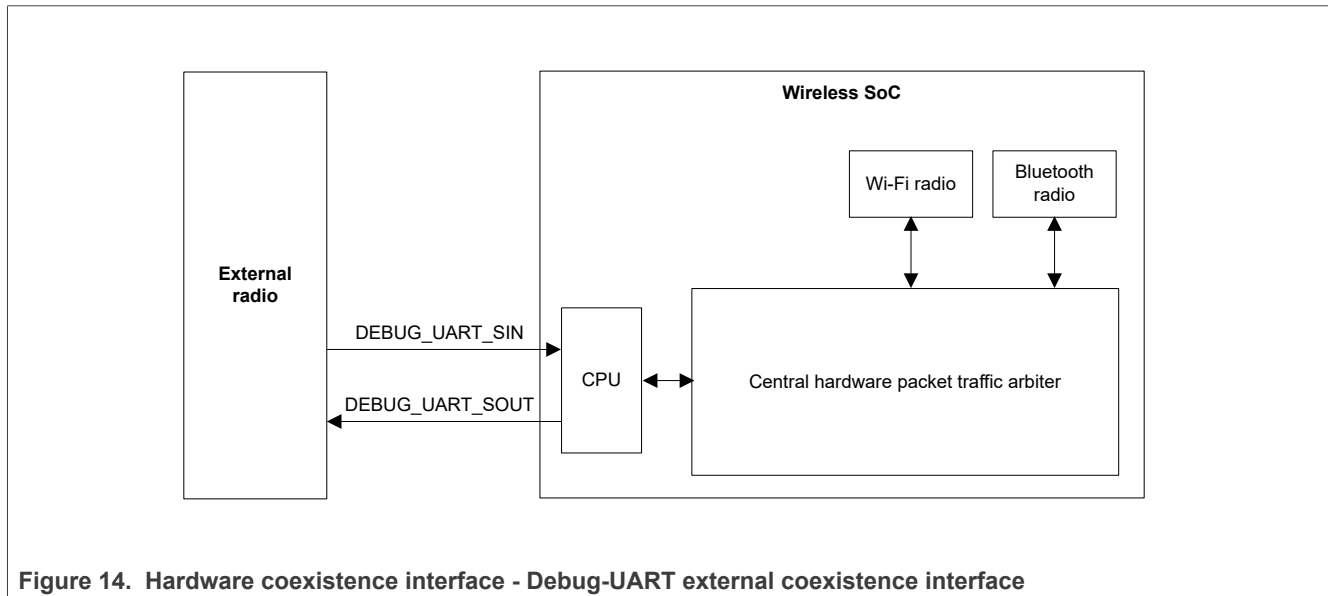 Wireless SoC
Wi-Fi radio
Bluetooth
radio
External
radio
DEBUG_UART_SIN
CPU
Central hardware packet traffic arbiter
DEBUG_UART_SOUT
Figure 14. Hardware coexistence interface - Debug-UART external coexistence interface